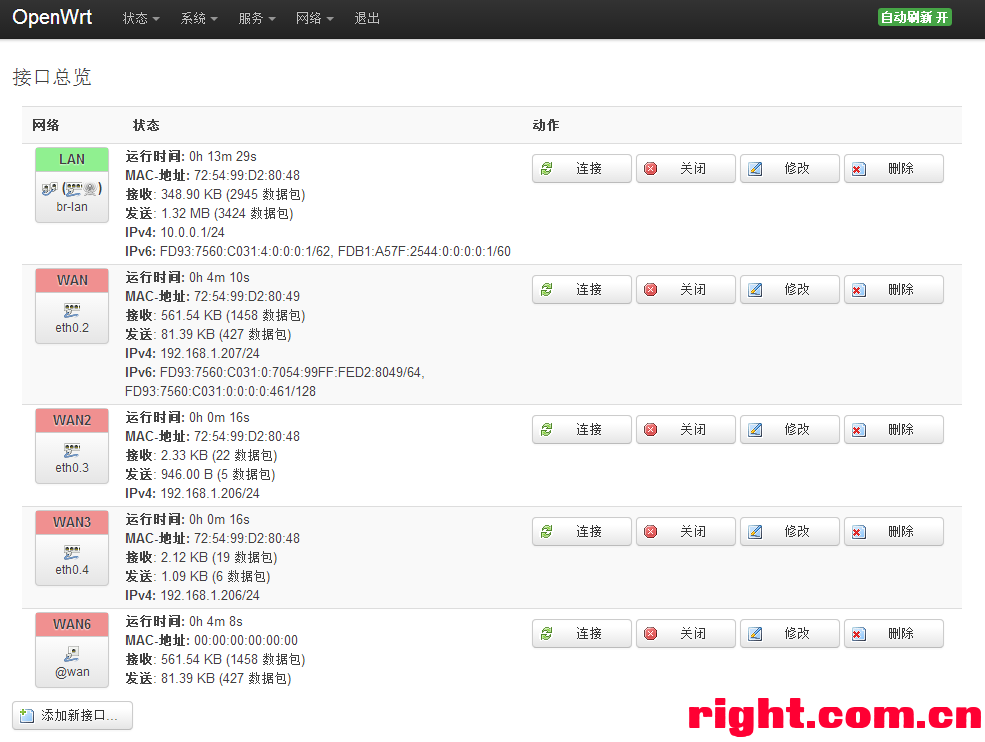 OpenWrt 状态 系统 服务 网络 退出 自动刷新 开
接口总览
网络 状态 动作
LAN
br-lan
运行时间: 0h 13m 29s
MAC-地址: 72:54:99:D2:80:48
接收: 348.90 KB (2945 数据包)
发送: 1.32 MB (3424 数据包)
IPv4: 10.0.0.1/24
IPv6: FD93:7560:C031:4:0:0:0:1/62, FDB1:A57F:2544:0:0:0:0:1/60
连接 关闭 修改 删除
WAN
eth0.2
运行时间: 0h 4m 10s
MAC-地址: 72:54:99:D2:80:49
接收: 561.54 KB (1458 数据包)
发送: 81.39 KB (427 数据包)
IPv4: 192.168.1.207/24
IPv6: FD93:7560:C031:0:7054:99FF:FED2:8049/64,
FD93:7560:C031:0:0:0:0:461/128
连接 关闭 修改 删除
WAN2
eth0.3
运行时间: 0h 0m 16s
MAC-地址: 72:54:99:D2:80:48
接收: 2.33 KB (22 数据包)
发送: 946.00 B (5 数据包)
IPv4: 192.168.1.206/24
连接 关闭 修改 删除
WAN3
eth0.4
运行时间: 0h 0m 16s
MAC-地址: 72:54:99:D2:80:48
接收: 2.12 KB (19 数据包)
发送: 1.09 KB (6 数据包)
IPv4: 192.168.1.206/24
连接 关闭 修改 删除
WAN6
@wan
运行时间: 0h 4m 8s
MAC-地址: 00:00:00:00:00:00
接收: 561.54 KB (1458 数据包)
发送: 81.39 KB (427 数据包)
连接 关闭 修改 删除
添加新接口...
right.com.cn